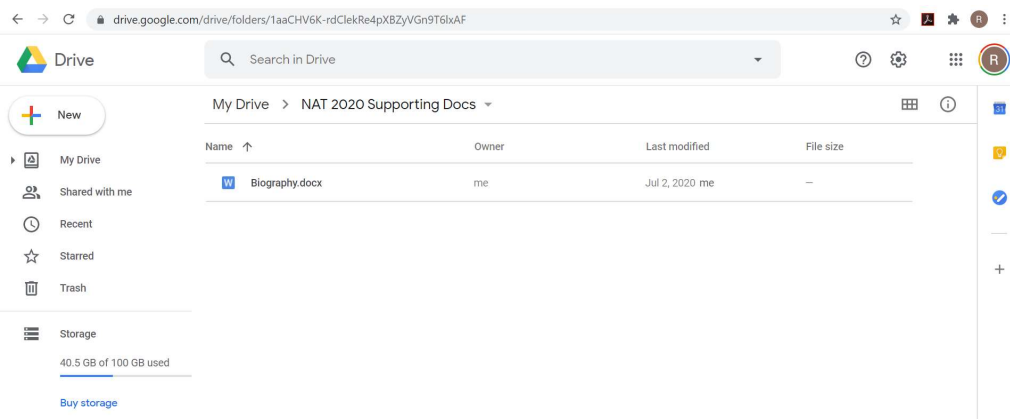 drive.google.com/drive/folders/1aaCHV6K-rdClekRe4pXBZyVGn9T6lxAF
R
Drive
Search in Drive
R
New
My Drive > NAT 2020 Supporting Docs
31
Name Owner Last modified File size
My Drive
W Biography.docx me Jul 2, 2020 me –
Shared with me
Recent
Starred
Trash
Storage
40.5 GB of 100 GB used
Buy storage